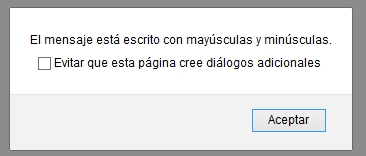 El mensaje está escrito con mayúsculas y minúsculas.
Evitar que esta página cree diálogos adicionales
Aceptar